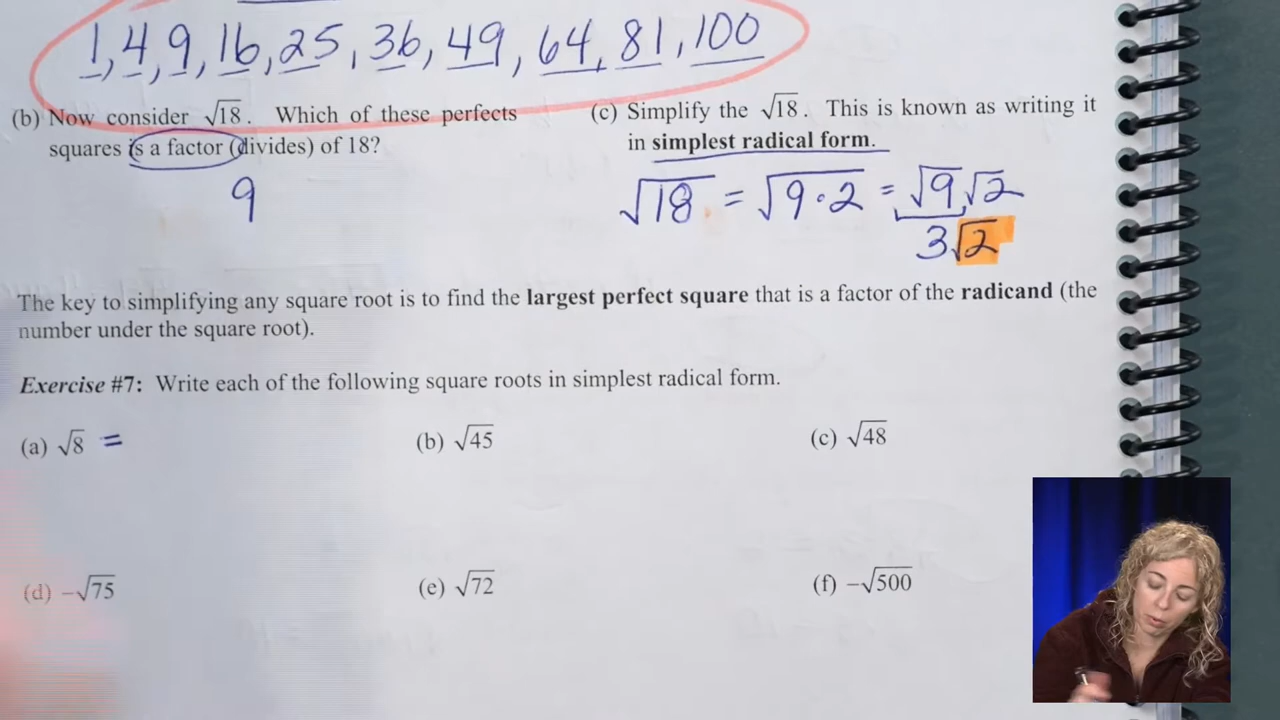 1, 4, 9, 16, 25, 36, 49, 64, 81, 100
(b) Now consider √18. Which of these perfects
squares is a factor (divides) of 18?
9
(c) Simplify the √18. This is known as writing it
in simplest radical form.
√18 = √9·2 = √9√2
3√2
The key to simplifying any square root is to find the largest perfect square that is a factor of the radicand (the
number under the square root).
Exercise #7: Write each of the following square roots in simplest radical form.
(a) √8 =
(b) √45
(c) √48
(d) −√75
(e) √72
(f) −√500